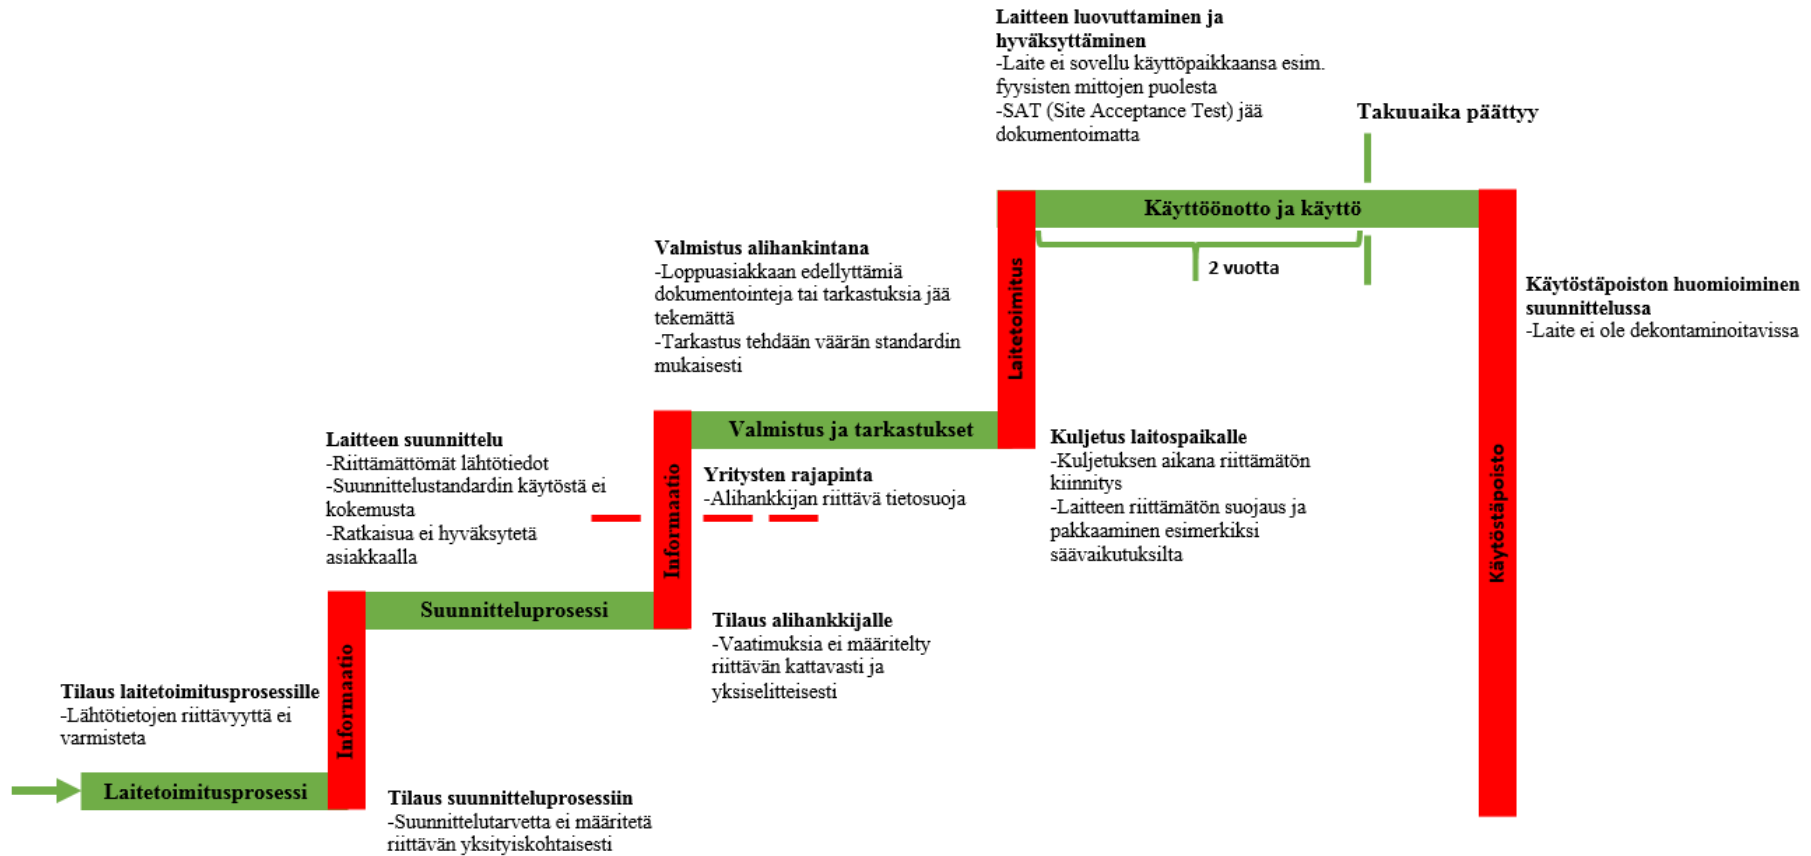 Laitteen luovuttaminen ja
hyväksyttäminen
-Laite ei sovellu käyttöpaikkaansa esim.
fyysisten mittojen puolesta
-SAT (Site Acceptance Test) jää
dokumentoimatta
Takuuaika päättyy
Käyttöönotto ja käyttö
2 vuotta
Laitetoimitus
Valmistus alihankintana
-Loppuasiakkaan edellyttämiä
dokumentointeja tai tarkastuksia jää
tekemättä
-Tarkastus tehdään väärän standardin
mukaisesti
Käytöstäpoiston huomioiminen
suunnittelussa
-Laite ei ole dekontaminoitavissa
Käytöstäpoisto
Valmistus ja tarkastukset
Laitteen suunnittelu
-Riittämättömät lähtötiedot
-Suunnittelustandardin käytöstä ei
kokemusta
-Ratkaisua ei hyväksytetä
asiakkaalla
Informaatio
Yritysten rajapinta
-Alihankkijan riittävä tietosuoja
Kuljetus laitospaikalle
-Kuljetuksen aikana riittämätön
kiinnitys
-Laitteen riittämätön suojaus ja
pakkaaminen esimerkiksi
säävaikutuksilta
Suunnitteluprosessi
Tilaus alihankkijalle
-Vaatimuksia ei määritelty
riittävän kattavasti ja
yksiselitteisesti
Tilaus laitetoimitusprosessille
-Lähtötietojen riittävyyttä ei
varmisteta
Informaatio
Laitetoimitusprosessi
Tilaus suunnitteluprosessiin
-Suunnittelutarvetta ei määritetä
riittävän yksityiskohtaisesti